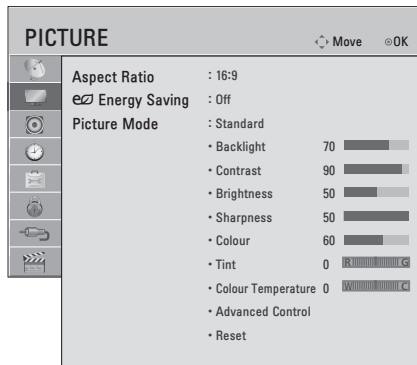 PICTURE Move OK
Aspect Ratio : 16:9
Energy Saving : Off
Picture Mode : Standard
• Backlight 70
• Contrast 90
• Brightness 50
• Sharpness 50
• Colour 60
• Tint 0 R G
• Colour Temperature 0 W C
• Advanced Control
• Reset